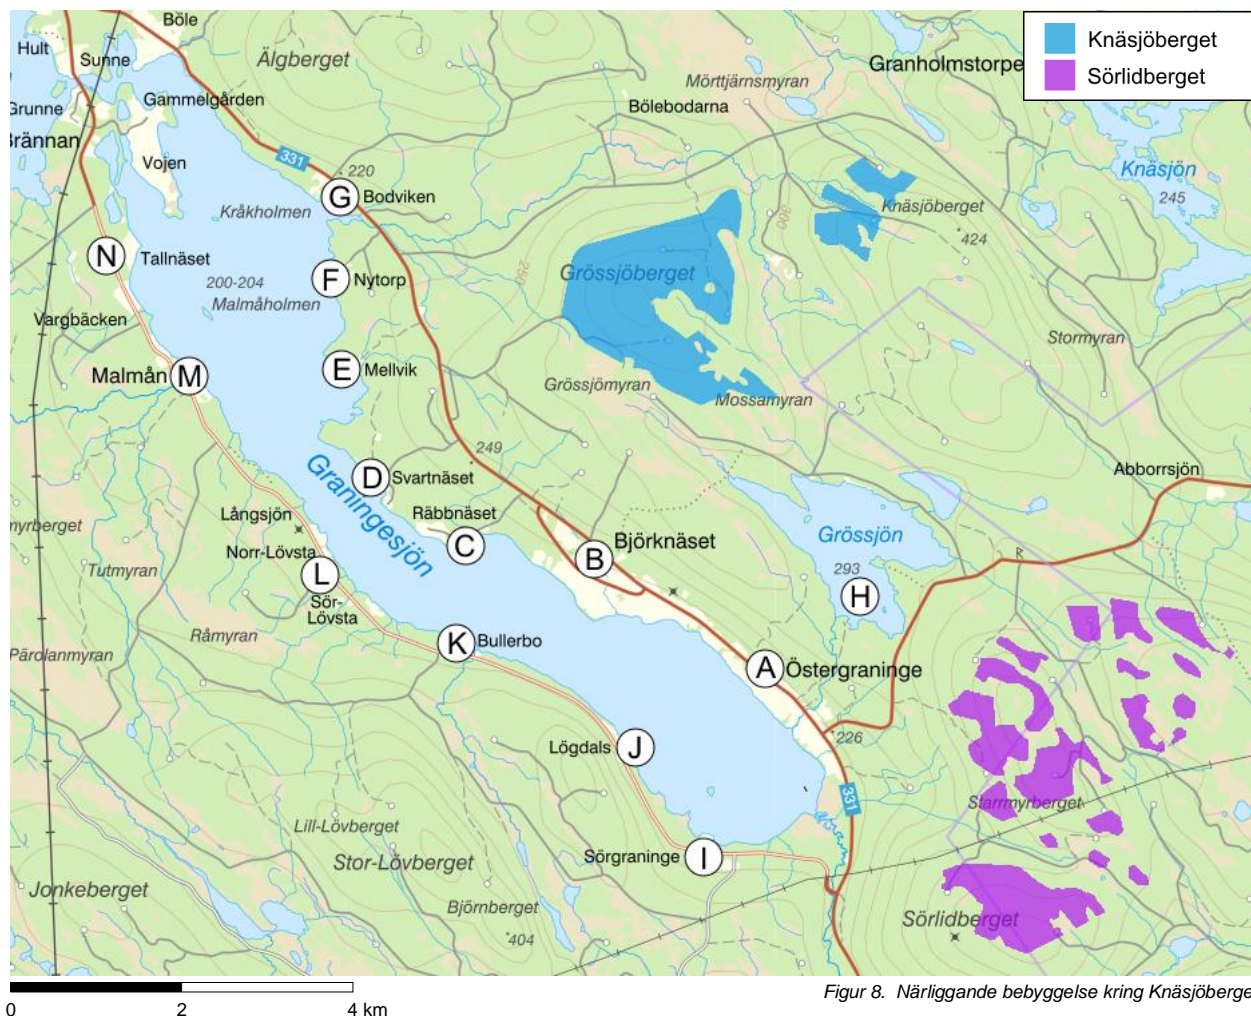 Knäsjöberget
Sörlidberget
Böle
Hult
Sunne
Älgberget
Granholmstorpe
Mörttjärnsmyran
Bölebodarna
Gammelgården
Grunne
Brännan
Vojen
331
220
G
Bodviken
Kråkholmen
Knäsjön
245
Knäsjöberget
424
300
N
Tallnäset
F
Nytorp
250
Grössjöberget
200-204
Malmåholmen
Vargbäcken
Stormyran
M
Malmån
E
Mellvik
Grössjömyran
Mossamyran
249
Abborrsjön
D
Svartnäset
Graningesjön
Räbbnäset
Långsjön
myrberget
C
B
Björknäset
Grössjön
293
Norr-Lövsta
Tutmyran
L
Sör-
Lövsta
H
Råmyran
K
Bullerbo
Pärolanmyran
A
Östergraninge
226
J
Lögdals
331
Starrmyrberget
Lill-Lövberget
Stor-Lövberget
Sörgraninge
I
Jonkeberget
Björnberget
404
Sörlidberget
0 2 4 km
Figur 8. Närliggande bebyggelse kring Knäsjöberge